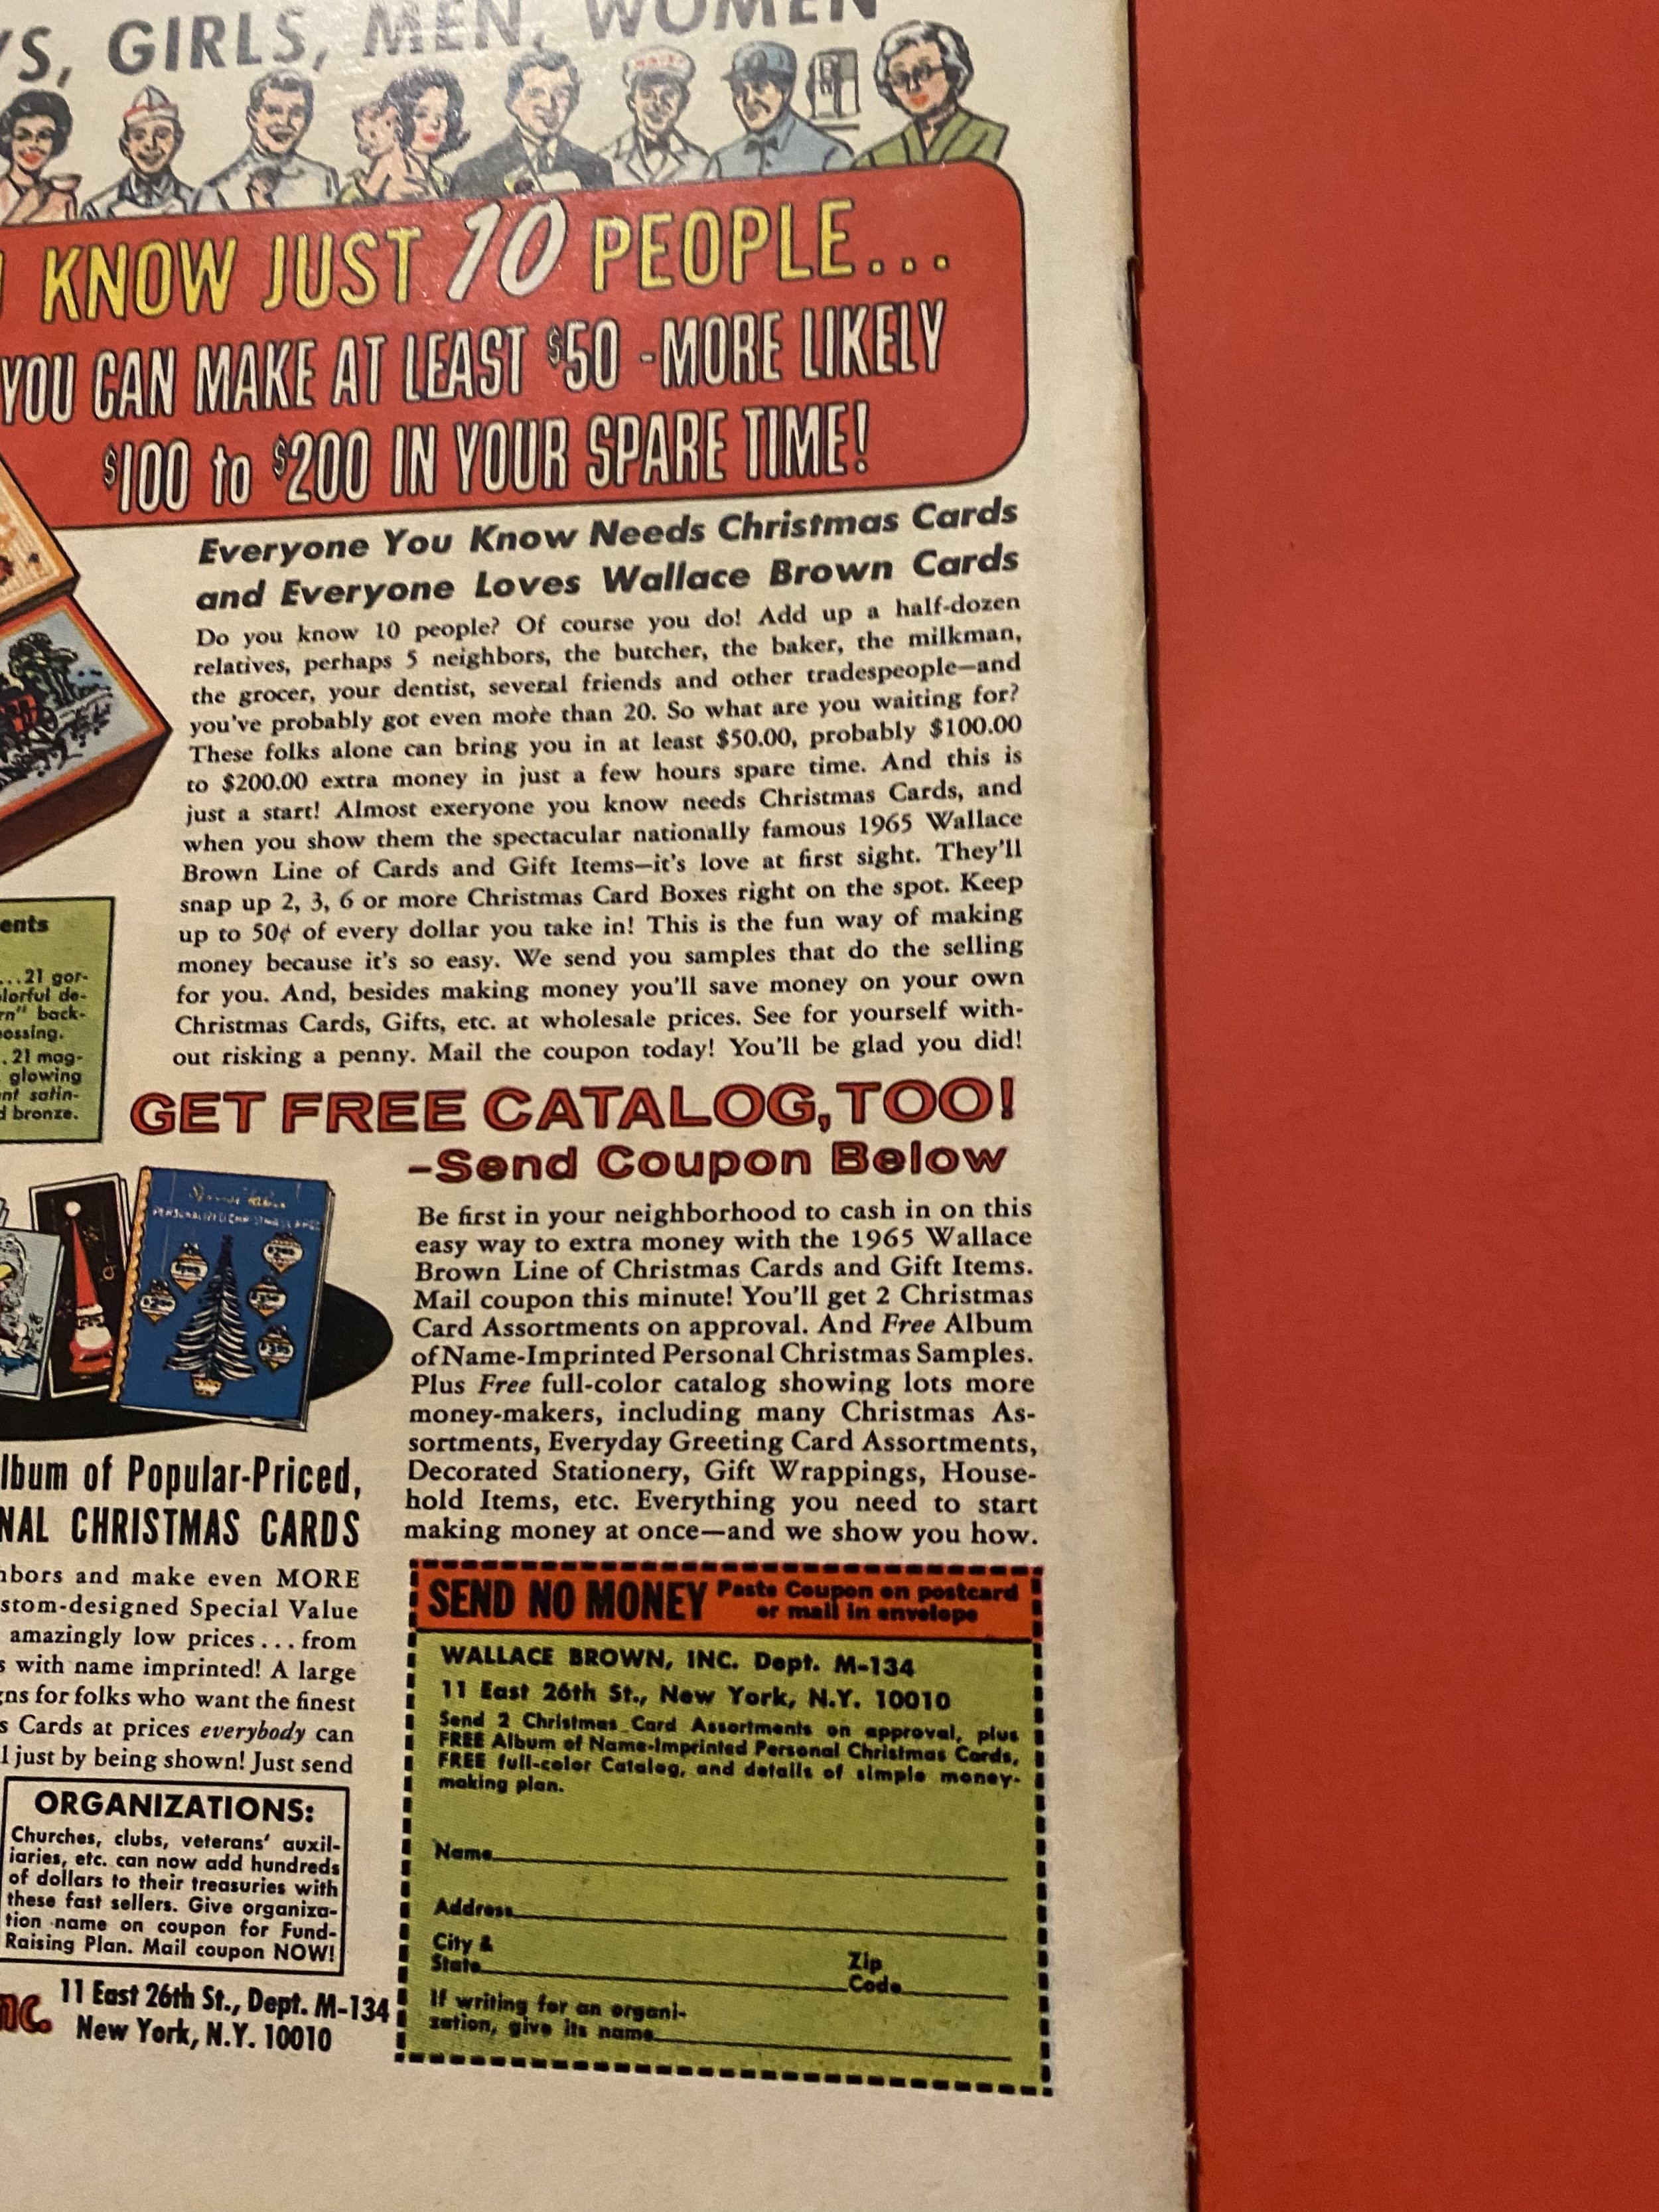 GIRLS, MEN, WOMEN
KNOW JUST 10 PEOPLE...
YOU CAN MAKE AT LEAST $50 - MORE LIKELY
$100 to $200 IN YOUR SPARE TIME!
Everyone You Know Needs Christmas Cards
and Everyone Loves Wallace Brown Cards
Do you know 10 people? Of course you do! Add up a half-dozen
relatives, perhaps 5 neighbors, the butcher, the baker, the milkman,
the grocer, your dentist, several friends and other tradespeople—and
you've probably got even more than 20. So what are you waiting for?
These folks alone can bring you in at least $50.00, probably $100.00
to $200.00 extra money in just a few hours spare time. And this is
just a start! Almost exeryone you know needs Christmas Cards, and
when you show them the spectacular nationally famous 1965 Wallace
Brown Line of Cards and Gift Items—it's love at first sight. They'll
snap up 2, 3, 6 or more Christmas Card Boxes right on the spot. Keep
up to 50¢ of every dollar you take in! This is the fun way of making
money because it's so easy. We send you samples that do the selling
for you. And, besides making money you'll save money on your own
Christmas Cards, Gifts, etc. at wholesale prices. See for yourself with-
out risking a penny. Mail the coupon today! You'll be glad you did!
ents
...21 gor-
lorful de-
rn" back-
ossing.
..21 mag-
glowing
nt satin-
d bronze.
GET FREE CATALOG, TOO!
-Send Coupon Below
Be first in your neighborhood to cash in on this
easy way to extra money with the 1965 Wallace
Brown Line of Christmas Cards and Gift Items.
Mail coupon this minute! You'll get 2 Christmas
Card Assortments on approval. And Free Album
of Name-Imprinted Personal Christmas Samples.
Plus Free full-color catalog showing lots more
money-makers, including many Christmas As-
sortments, Everyday Greeting Card Assortments,
Decorated Stationery, Gift Wrappings, House-
hold Items, etc. Everything you need to start
making money at once—and we show you how.
lbum of Popular-Priced,
NAL CHRISTMAS CARDS
hbors and make even MORE
stom-designed Special Value
amazingly low prices...from
s with name imprinted! A large
gns for folks who want the finest
s Cards at prices everybody can
l just by being shown! Just send
ORGANIZATIONS:
Churches, clubs, veterans' auxil-
iaries, etc. can now add hundreds
of dollars to their treasuries with
these fast sellers. Give organiza-
tion name on coupon for Fund-
Raising Plan. Mail coupon NOW!
nc. 11 East 26th St., Dept. M-134
New York, N.Y. 10010
SEND NO MONEY Paste Coupon on postcard
or mail in envelope
WALLACE BROWN, INC. Dept. M-134
11 East 26th St., New York, N.Y. 10010
Send 2 Christmas Card Assortments on approval, plus
FREE Album of Name-Imprinted Personal Christmas Cards,
FREE full-color Catalog, and details of simple money-
making plan.
Name
Address
City &
State Zip
Code
If writing for an organi-
zation, give its name